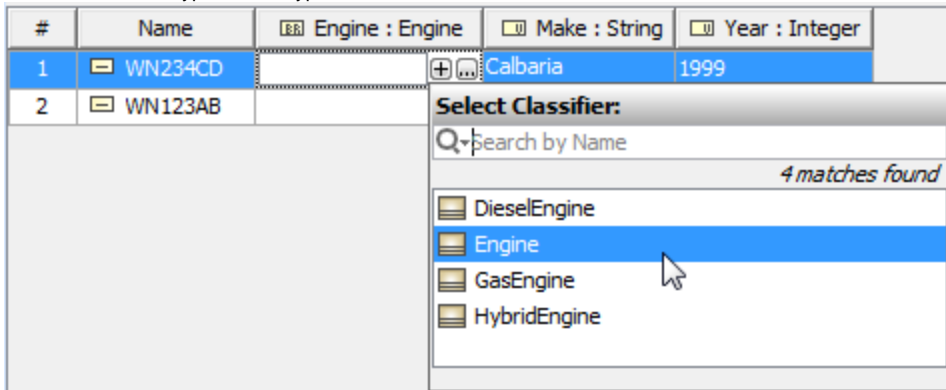 # Name Engine : Engine Make : String Year : Integer
1 WN234CD Calbaria 1999
2 WN123AB
Select Classifier:
Search by Name
4 matches found
DieselEngine
Engine
GasEngine
HybridEngine